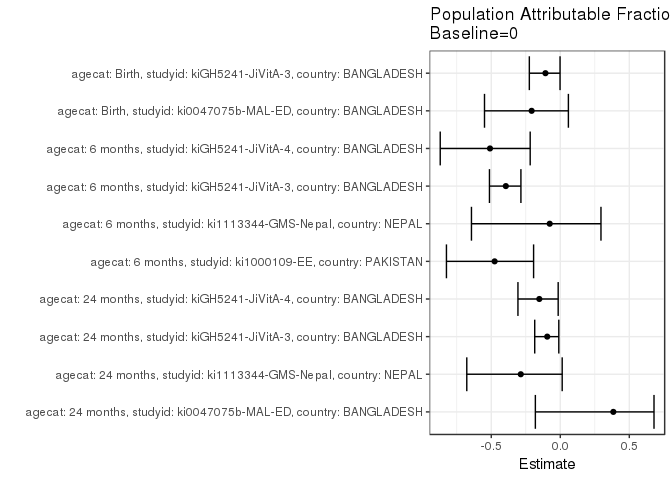 Population Attributable Fractio
Baseline=0
agecat: Birth, studyid: kiGH5241-JiVitA-3, country: BANGLADESH
agecat: Birth, studyid: ki0047075b-MAL-ED, country: BANGLADESH
agecat: 6 months, studyid: kiGH5241-JiVitA-4, country: BANGLADESH
agecat: 6 months, studyid: kiGH5241-JiVitA-3, country: BANGLADESH
agecat: 6 months, studyid: ki1113344-GMS-Nepal, country: NEPAL
agecat: 6 months, studyid: ki1000109-EE, country: PAKISTAN
agecat: 24 months, studyid: kiGH5241-JiVitA-4, country: BANGLADESH
agecat: 24 months, studyid: kiGH5241-JiVitA-3, country: BANGLADESH
agecat: 24 months, studyid: ki1113344-GMS-Nepal, country: NEPAL
agecat: 24 months, studyid: ki0047075b-MAL-ED, country: BANGLADESH
-0.5 0.0 0.5
Estimate